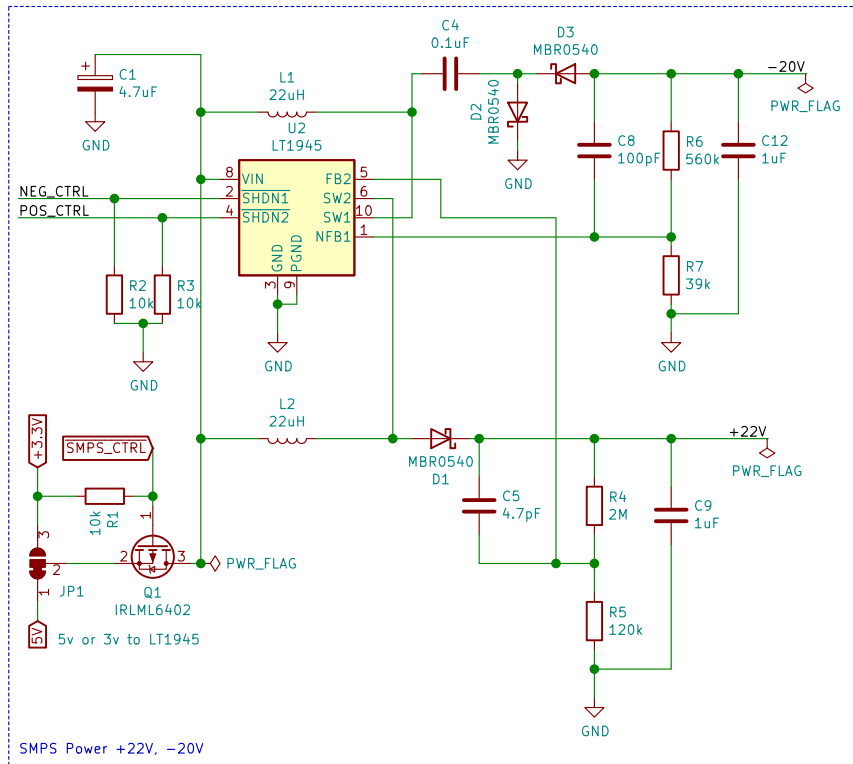 C4
0.1uF
D3
MBR0540
-20V
PWR_FLAG
+
C1
4.7uF
GND
L1
22uH
U2
LT1945
D2
MBR0540
GND
C8
100pF
R6
560k
C12
1uF
8
VIN
FB2
5
NEG_CTRL
2
SHDN1
SW2
6
POS_CTRL
4
SHDN2
SW1
10
NFB1
1
GND
PGND
3
9
R2
10k
R3
10k
GND
GND
R7
39k
GND
L2
22uH
+22V
PWR_FLAG
MBR0540
D1
+3.3V
SMPS_CTRL
10k
R1
1
3
2
2
3
PWR_FLAG
JP1
1
Q1
IRLML6402
5V
5v or 3v to LT1945
C5
4.7pF
R4
2M
C9
1uF
R5
120k
GND
SMPS Power +22V, -20V